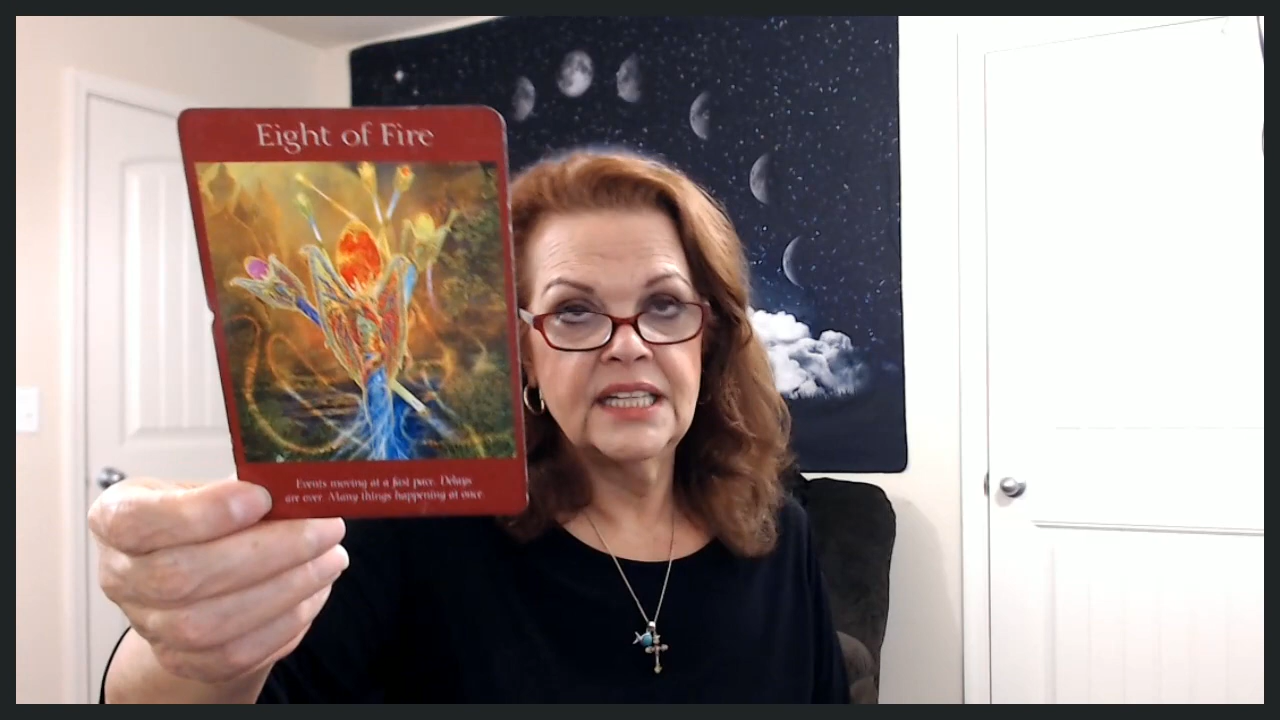 Eight of Fire
Events moving at a fast pace. Delays
are over. Many things happening at once.